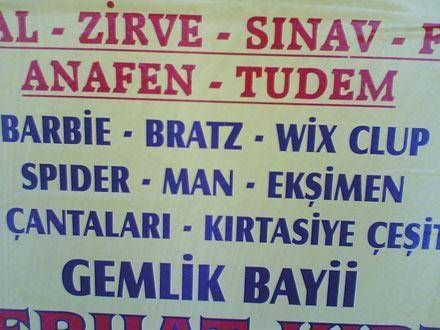 AL - ZİRVE - SINAV - F
ANAFEN - TUDEM
BARBİE - BRATZ - WİX CLUP
SPIDER - MAN - EKŞİMEN
ÇANTALARI - KIRTASİYE ÇEŞİT
GEMLİK BAYİİ